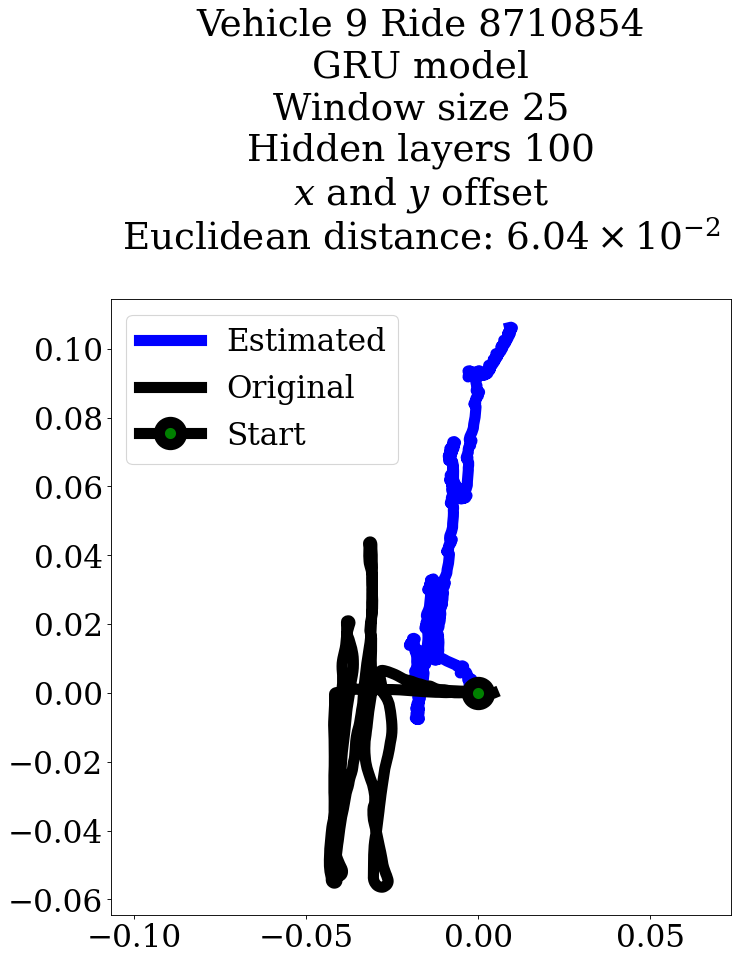 Vehicle 9 Ride 8710854
GRU model
Window size 25
Hidden layers 100
x and y offset
Euclidean distance: 6.04 × 10⁻²
Estimated
Original
Start
0.10
0.08
0.06
0.04
0.02
0.00
−0.02
−0.04
−0.06
−0.10 −0.05 0.00 0.05